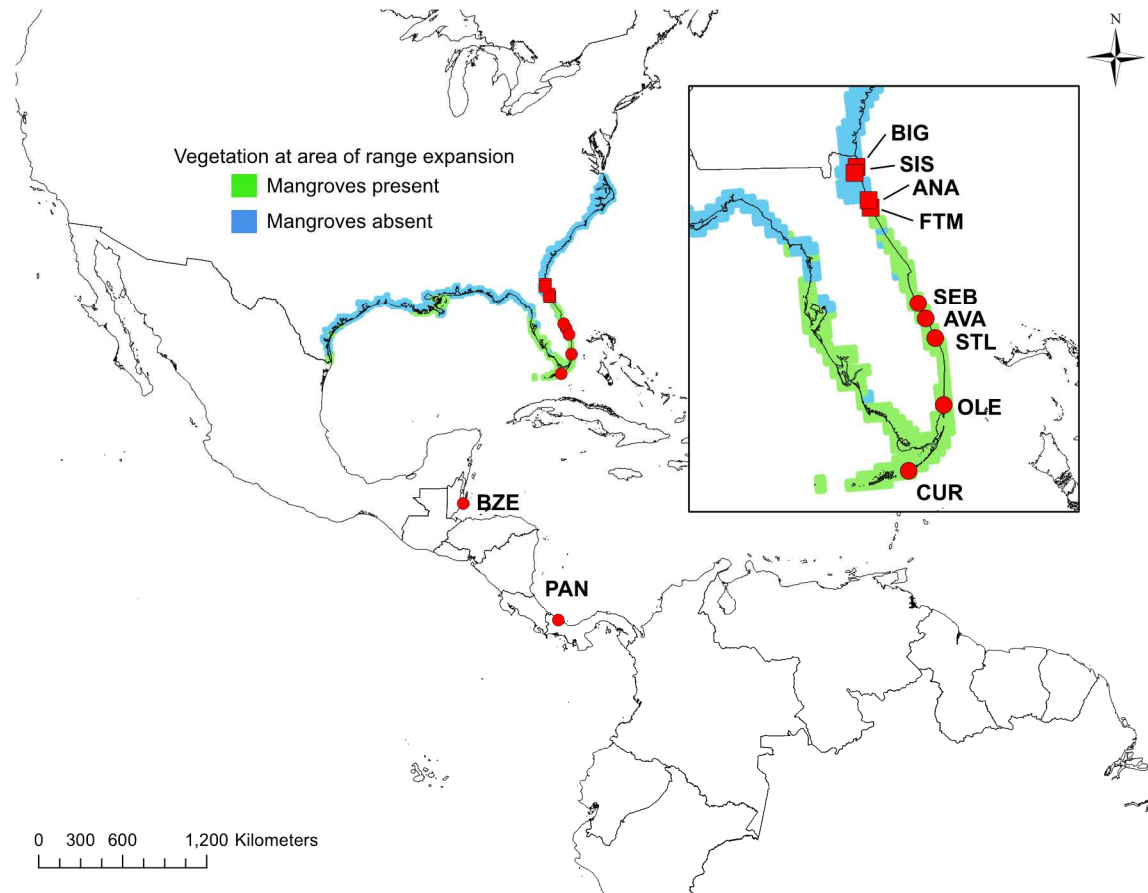 N
Vegetation at area of range expansion
Mangroves present
Mangroves absent
BIG
SIS
ANA
FTM
SEB
AVA
STL
OLE
CUR
BZE
PAN
0 300 600 1,200 Kilometers